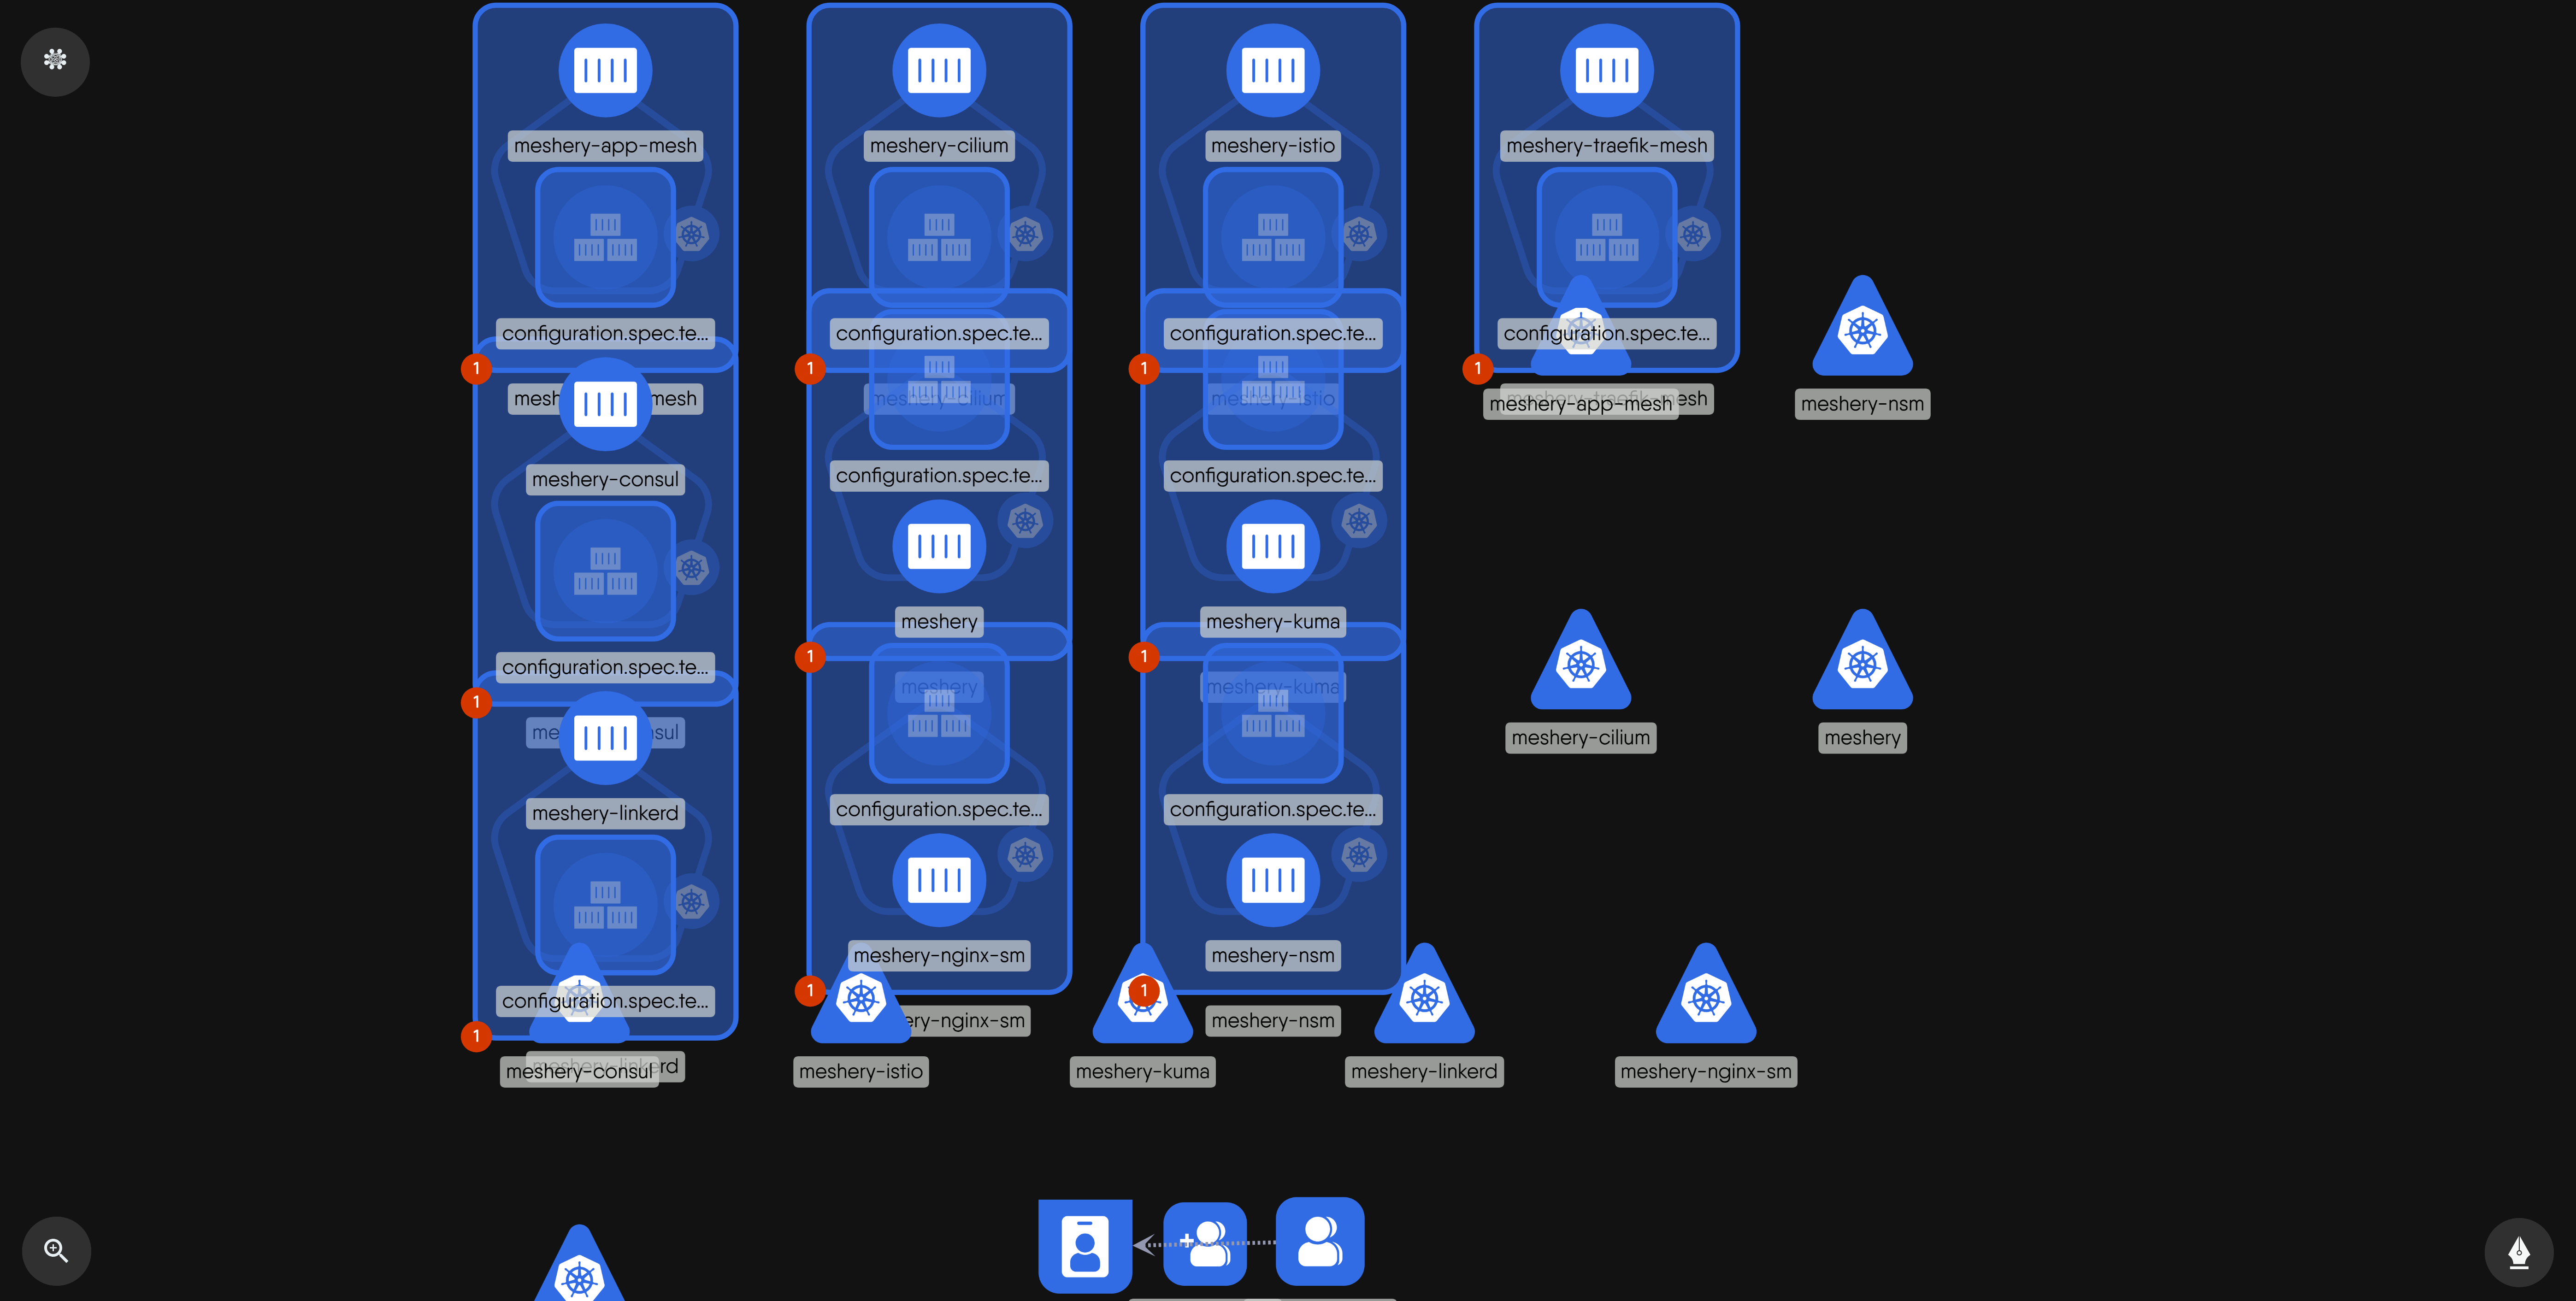 meshery-app-mesh
meshery-cilium
meshery-istio
meshery-traefik-mesh
configuration.spec.te...
configuration.spec.te...
configuration.spec.te...
configuration.spec.te...
1
1
1
1
mesh
meshery-cilium
meshery-istio
meshery-app-mesh
esh
meshery-nsm
meshery-consul
configuration.spec.te...
configuration.spec.te...
meshery
meshery-kuma
configuration.spec.te...
1
1
1
meshery
meshery-kuma
me
sul
meshery-cilium
meshery
meshery-linkerd
configuration.spec.te...
configuration.spec.te...
meshery-nginx-sm
meshery-nsm
configuration.spec.te...
1
1
ery-nginx-sm
meshery-nsm
1
meshery-consul
rd
meshery-istio
meshery-kuma
meshery-linkerd
meshery-nginx-sm